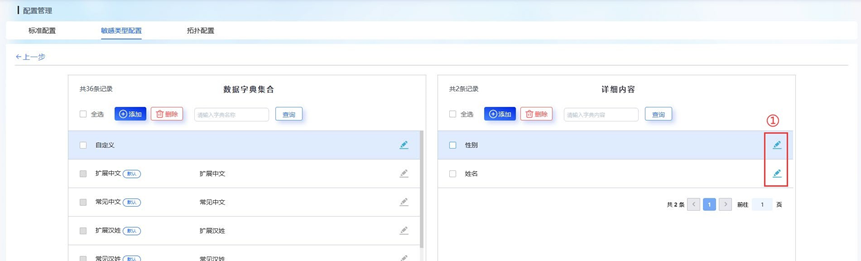 配置管理
标准配置 敏感类型配置 拓扑配置
←上一步
共36条记录 数据字典集合
全选 添加 删除 请输入字典名称 查询
自定义
扩展中文 默认 扩展中文
常见中文 默认 常见中文
扩展汉姓 默认 扩展汉姓
常见汉姓 默认 常见汉姓
共2条记录 详细内容
全选 添加 删除 请输入字典内容 查询
①
性别
姓名
共 2 条 < 1 > 前往 1 页